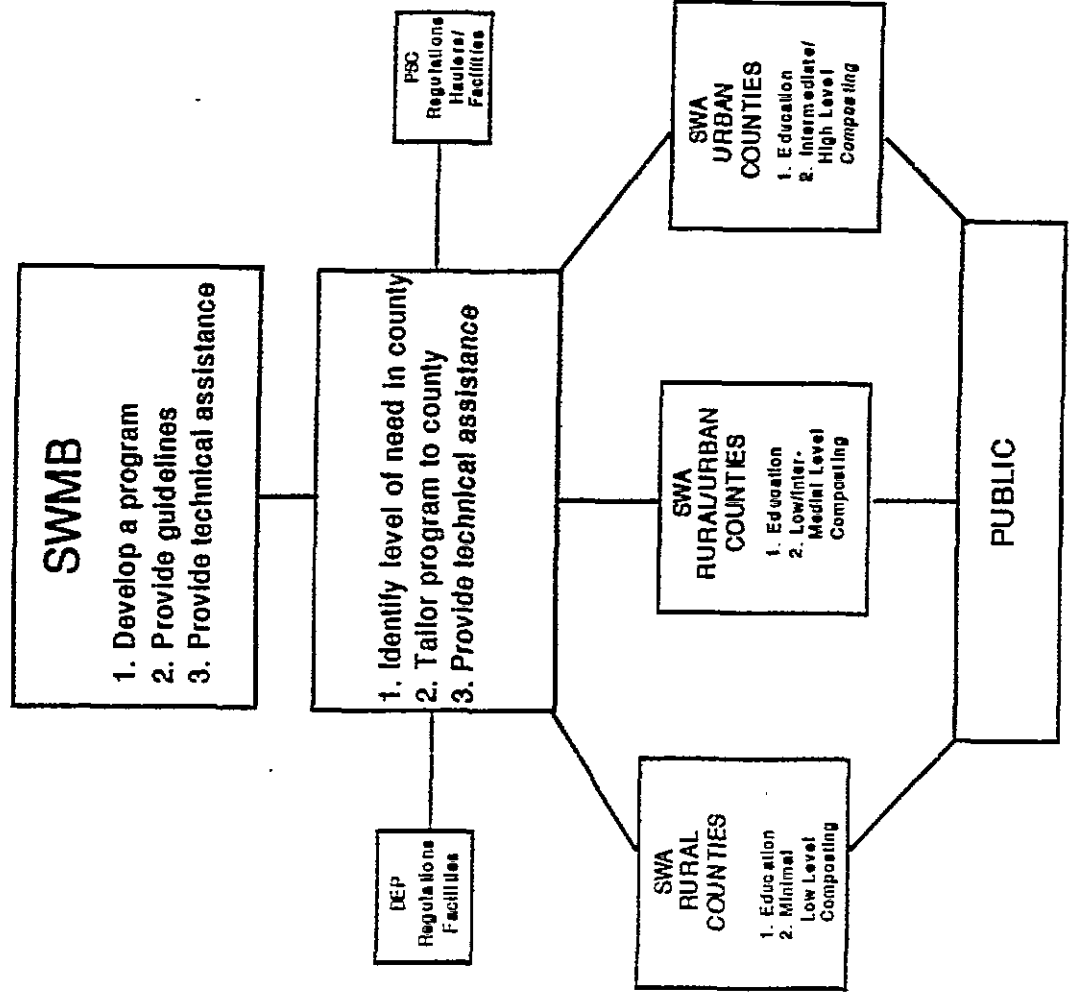 SWMB
1. Develop a program
2. Provide guidelines
3. Provide technical assistance
DEP
Regulations
Facilities
1. Identify level of need in county
2. Tailor program to county
3. Provide technical assistance
PSC
Regulations
Haulers/
Facilities
SWA
RURAL
COUNTIES
1. Education
2. Minimal
Low Level
Composting
SWA
RURAL/URBAN
COUNTIES
1. Education
2. Low/Inter-
Medial Level
Composting
SWA
URBAN
COUNTIES
1. Education
2. Intermediate/
High Level
Composting
PUBLIC